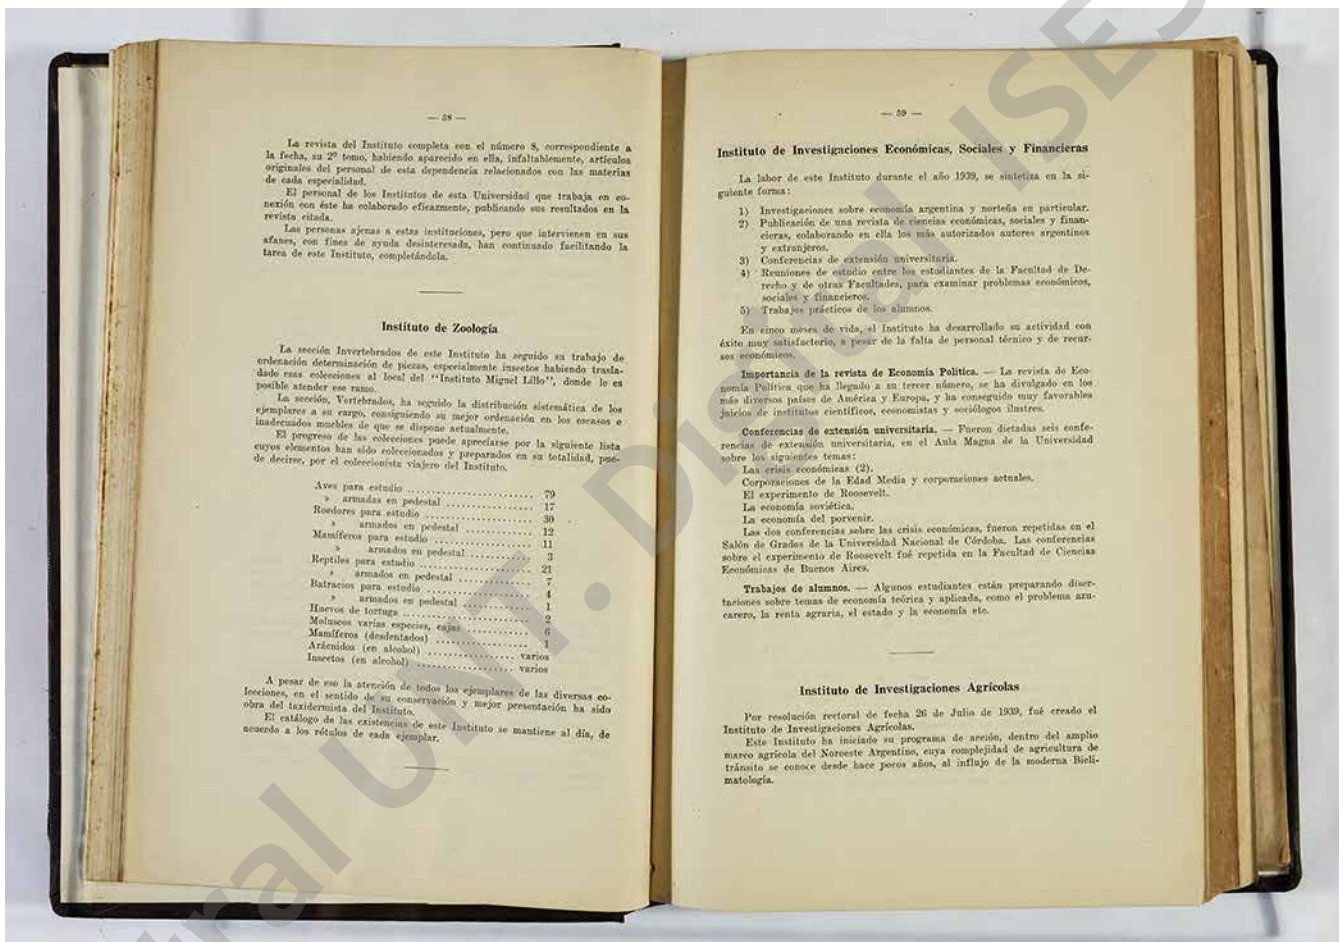 — 58 —
La revista del Instituto completa con el número 8, correspondiente a
la fecha, su 2º tomo, habiendo aparecido en ella, infaltablemente, artículos
originales del personal de esta dependencia relacionados con las materias
de cada especialidad.
El personal de los Institutos de esta Universidad que trabaja en co-
nexión con éste ha colaborado eficazmente, publicando sus resultados en la
revista citada.
Las personas ajenas a estas instituciones, pero que intervienen en sus
afanes, con fines de ayuda desinteresada, han continuado facilitando la
tarea de este Instituto, completándola.
Instituto de Zoología
La sección Invertebrados de este Instituto ha seguido su trabajo de
ordenación determinación de piezas, especialmente insectos habiendo trasla-
dado esas colecciones al local del "Instituto Miguel Lillo", donde le es
posible atender ese ramo.
La sección, Vertebrados, ha seguido la distribución sistemática de los
ejemplares a su cargo, consiguiendo su mejor ordenación en los escasos e
inadecuados muebles de que se dispone actualmente.
El progreso de las colecciones puede apreciarse por la siguiente lista
cuyos elementos han sido coleccionados y preparados en su totalidad, pue-
de decirse, por el coleccionista viajero del Instituto.
Aves para estudio ........................... 79
» armadas en pedestal ................... 17
Roedores para estudio ....................... 30
» armados en pedestal ............... 12
Mamíferos para estudio ...................... 11
» armados en pedestal ............. 3
Reptiles para estudio ....................... 21
» armados en pedestal ............... 7
Batracios para estudio ...................... 4
» armados en pedestal .............. 1
Huevos de tortuga ........................... 2
Moluscos varias especies, cajas ............. 6
Mamíferos (desdentados) ..................... 1
Arácnidos (en alcohol) .................. varios
Insectos (en alcohol) ................... varios
A pesar de eso la atención de todos los ejemplares de las diversas co-
lecciones, en el sentido de su conservación y mejor presentación ha sido
obra del taxidermista del Instituto.
El catálogo de las existencias de este Instituto se mantiene al día, de
acuerdo a los rótulos de cada ejemplar.
— 59 —
Instituto de Investigaciones Económicas, Sociales y Financieras
La labor de este Instituto durante el año 1939, se sintetiza en la si-
guiente forma:
1) Investigaciones sobre economía argentina y norteña en particular.
2) Publicación de una revista de ciencias económicas, sociales y finan-
cieras, colaborando en ella los más autorizados autores argentinos
y extranjeros.
3) Conferencias de extensión universitaria.
4) Reuniones de estudio entre los estudiantes de la Facultad de De-
recho y de otras Facultades, para examinar problemas económicos,
sociales y financieros.
5) Trabajos prácticos de los alumnos.
En cinco meses de vida, el Instituto ha desarrollado su actividad con
éxito muy satisfactorio, a pesar de la falta de personal técnico y de recur-
sos económicos.
Importancia de la revista de Economía Política. — La revista de Eco-
nomía Política que ha llegado a su tercer número, se ha divulgado en los
más diversos países de América y Europa, y ha conseguido muy favorables
juicios de institutos científicos, economistas y sociólogos ilustres.
Conferencias de extensión universitaria. — Fueron dictadas seis confe-
rencias de extensión universitaria, en el Aula Magna de la Universidad
sobre los siguientes temas:
Las crisis económicas (2).
Corporaciones de la Edad Media y corporaciones actuales.
El experimento de Roosevelt.
La economía soviética.
La economía del porvenir.
Las dos conferencias sobre las crisis económicas, fueron repetidas en el
Salón de Grados de la Universidad Nacional de Córdoba. Las conferencias
sobre el experimento de Roosevelt fué repetida en la Facultad de Ciencias
Económicas de Buenos Aires.
Trabajos de alumnos. — Algunos estudiantes están preparando diser-
taciones sobre temas de economía teórica y aplicada, como el problema azu-
carero, la renta agraria, el estado y la economía etc.
Instituto de Investigaciones Agrícolas
Por resolución rectoral de fecha 26 de Julio de 1939, fué creado el
Instituto de Investigaciones Agrícolas.
Este Instituto ha iniciado su programa de acción, dentro del amplio
marco agrícola del Noroeste Argentino, cuya complejidad de agricultura de
tránsito se conoce desde hace pocos años, al influjo de la moderna Biecli-
matología.
tral UNT. Digital ISES